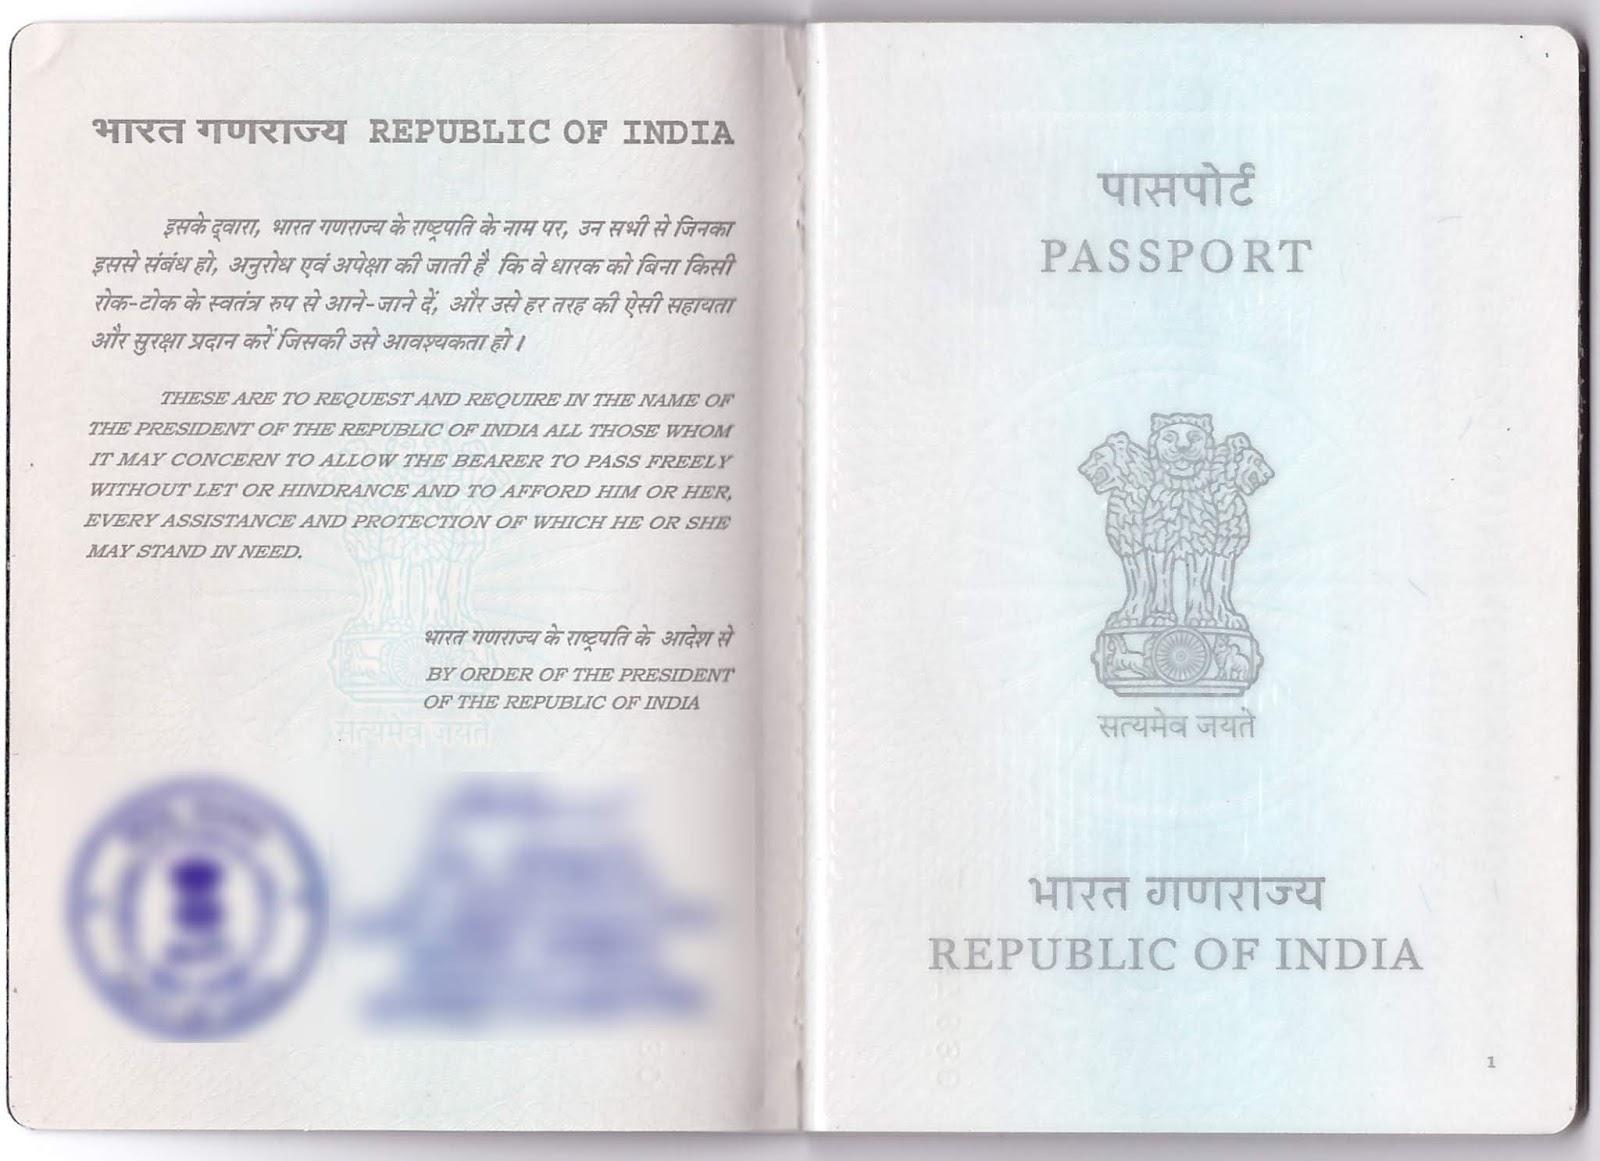 भारत गणराज्य REPUBLIC OF INDIA
इसके द्वारा, भारत गणराज्य के राष्ट्रपति के नाम पर, उन सभी से जिनका
इससे संबंध हो, अनुरोध एवं अपेक्षा की जाती है कि वे धारक को बिना किसी
रोक-टोक के स्वतंत्र रुप से आने-जाने दें, और उसे हर तरह की ऐसी सहायता
और सुरक्षा प्रदान करें जिसकी उसे आवश्यकता हो ।
THESE ARE TO REQUEST AND REQUIRE IN THE NAME OF
THE PRESIDENT OF THE REPUBLIC OF INDIA ALL THOSE WHOM
IT MAY CONCERN TO ALLOW THE BEARER TO PASS FREELY
WITHOUT LET OR HINDRANCE AND TO AFFORD HIM OR HER,
EVERY ASSISTANCE AND PROTECTION OF WHICH HE OR SHE
MAY STAND IN NEED.
भारत गणराज्य के राष्ट्रपति के आदेश से
BY ORDER OF THE PRESIDENT
OF THE REPUBLIC OF INDIA
सत्यमेव जयते
पासपोर्ट
PASSPORT
सत्यमेव जयते
भारत गणराज्य
REPUBLIC OF INDIA
1